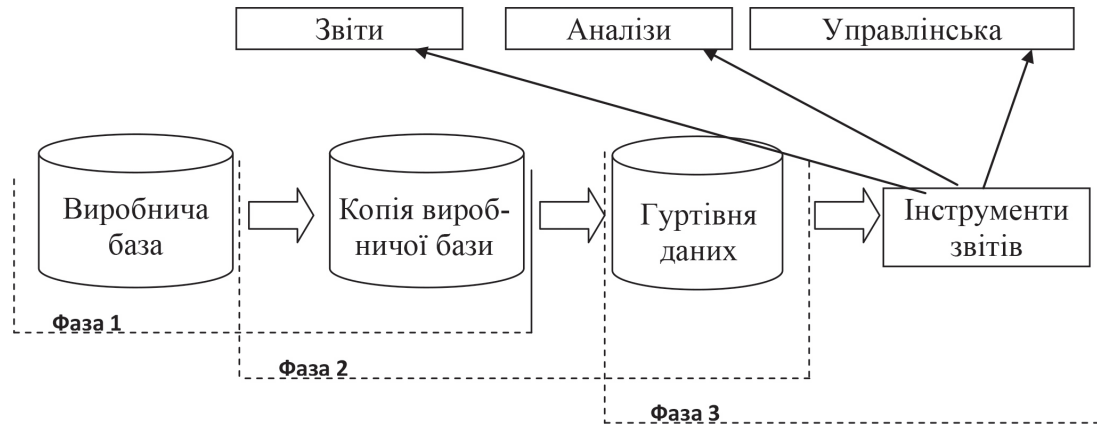 Звіти
Аналізи
Управлінська
Виробнича
база
Копія вироб-
ничої бази
Гуртівня
даних
Інструменти
звітів
Фаза 1
Фаза 2
Фаза 3